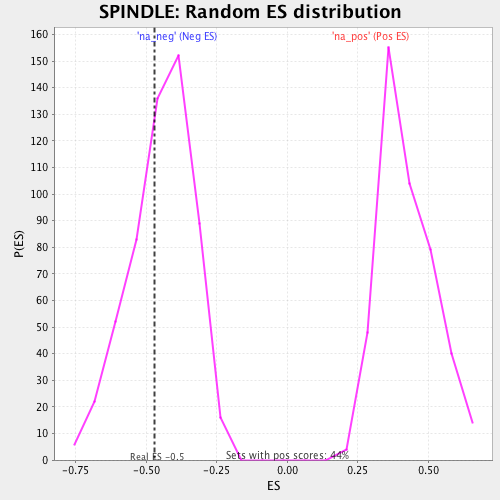 SPINDLE: Random ES distribution
'na_neg' (Neg ES) 'na_pos' (Pos ES)
160
150
140
130
120
110
100
90
80
70
60
50
40
30
20
10
0
P(ES)
Real ES -0.5 Sets with pos scores: 44%
-0.75 -0.50 -0.25 0.00 0.25 0.50
ES